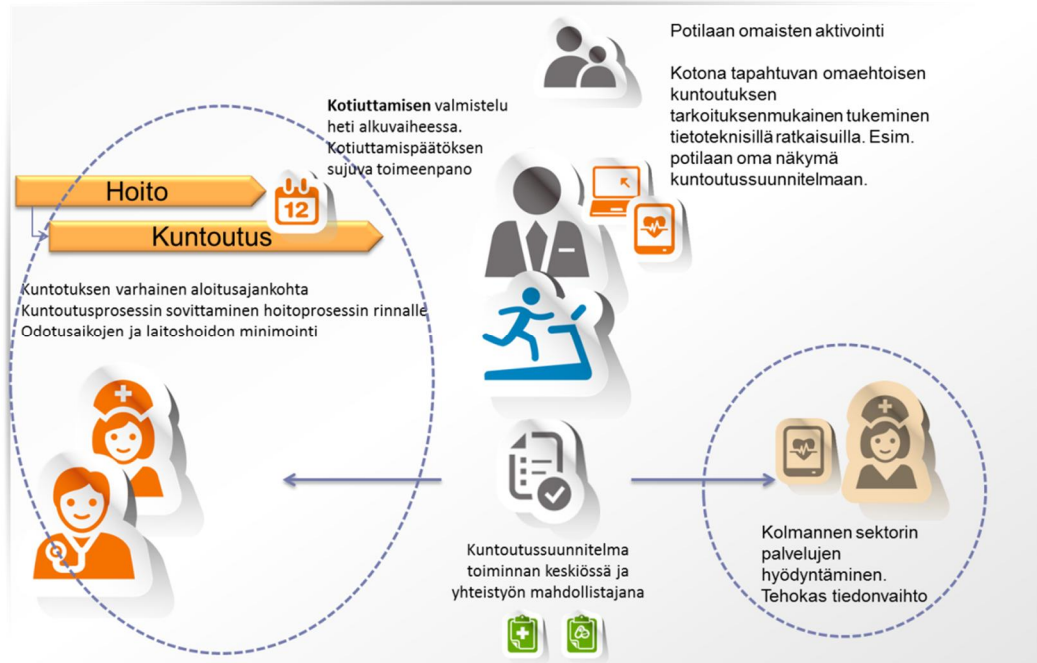 Potilaan omaisten aktivointi
Kotona tapahtuvan omaehtoisen
kuntoutuksen
tarkoituksenmukainen tukeminen
tietoteknisillä ratkaisuilla. Esim.
potilaan oma näkymä
kuntoutussuunnitelmaan.
Kotiuttamisen valmistelu
heti alkuvaiheessa.
Kotiuttamispäätöksen
sujuva toimeenpano
Hoito
12
Kuntoutus
Kuntotuksen varhainen aloitusajankohta
Kuntoutusprosessin sovittaminen hoitoprosessin rinnalle
Odotusaikojen ja laitoshoidon minimointi
Kuntoutussuunnitelma
toiminnan keskiössä ja
yhteistyön mahdollistajana
Kolmannen sektorin
palvelujen
hyödyntäminen.
Tehokas tiedonvaihto